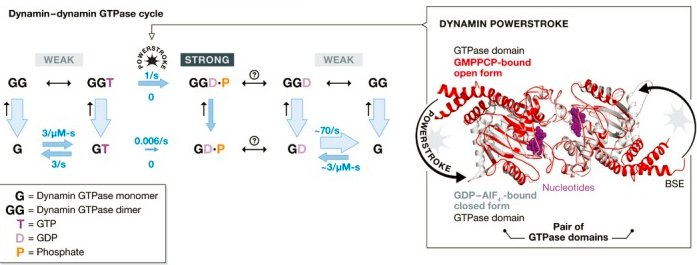 Dynamin–dynamin GTPase cycle
WEAK
POWERSTROKE
STRONG
WEAK
GG
GGT
1/s
0
GGD·P
?
GGD
GG
3/µM-s
3/s
0.006/s
0
~70/s
~3/µM-s
G
GT
GD·P
?
GD
G
G = Dynamin GTPase monomer
GG = Dynamin GTPase dimer
T = GTP
D = GDP
P = Phosphate
DYNAMIN POWERSTROKE
GTPase domain
GMPPCP-bound
open form
POWERSTROKE
Nucleotides
BSE
GDP–AlF₄⁻-bound
closed form
GTPase domain
Pair of
GTPase domains